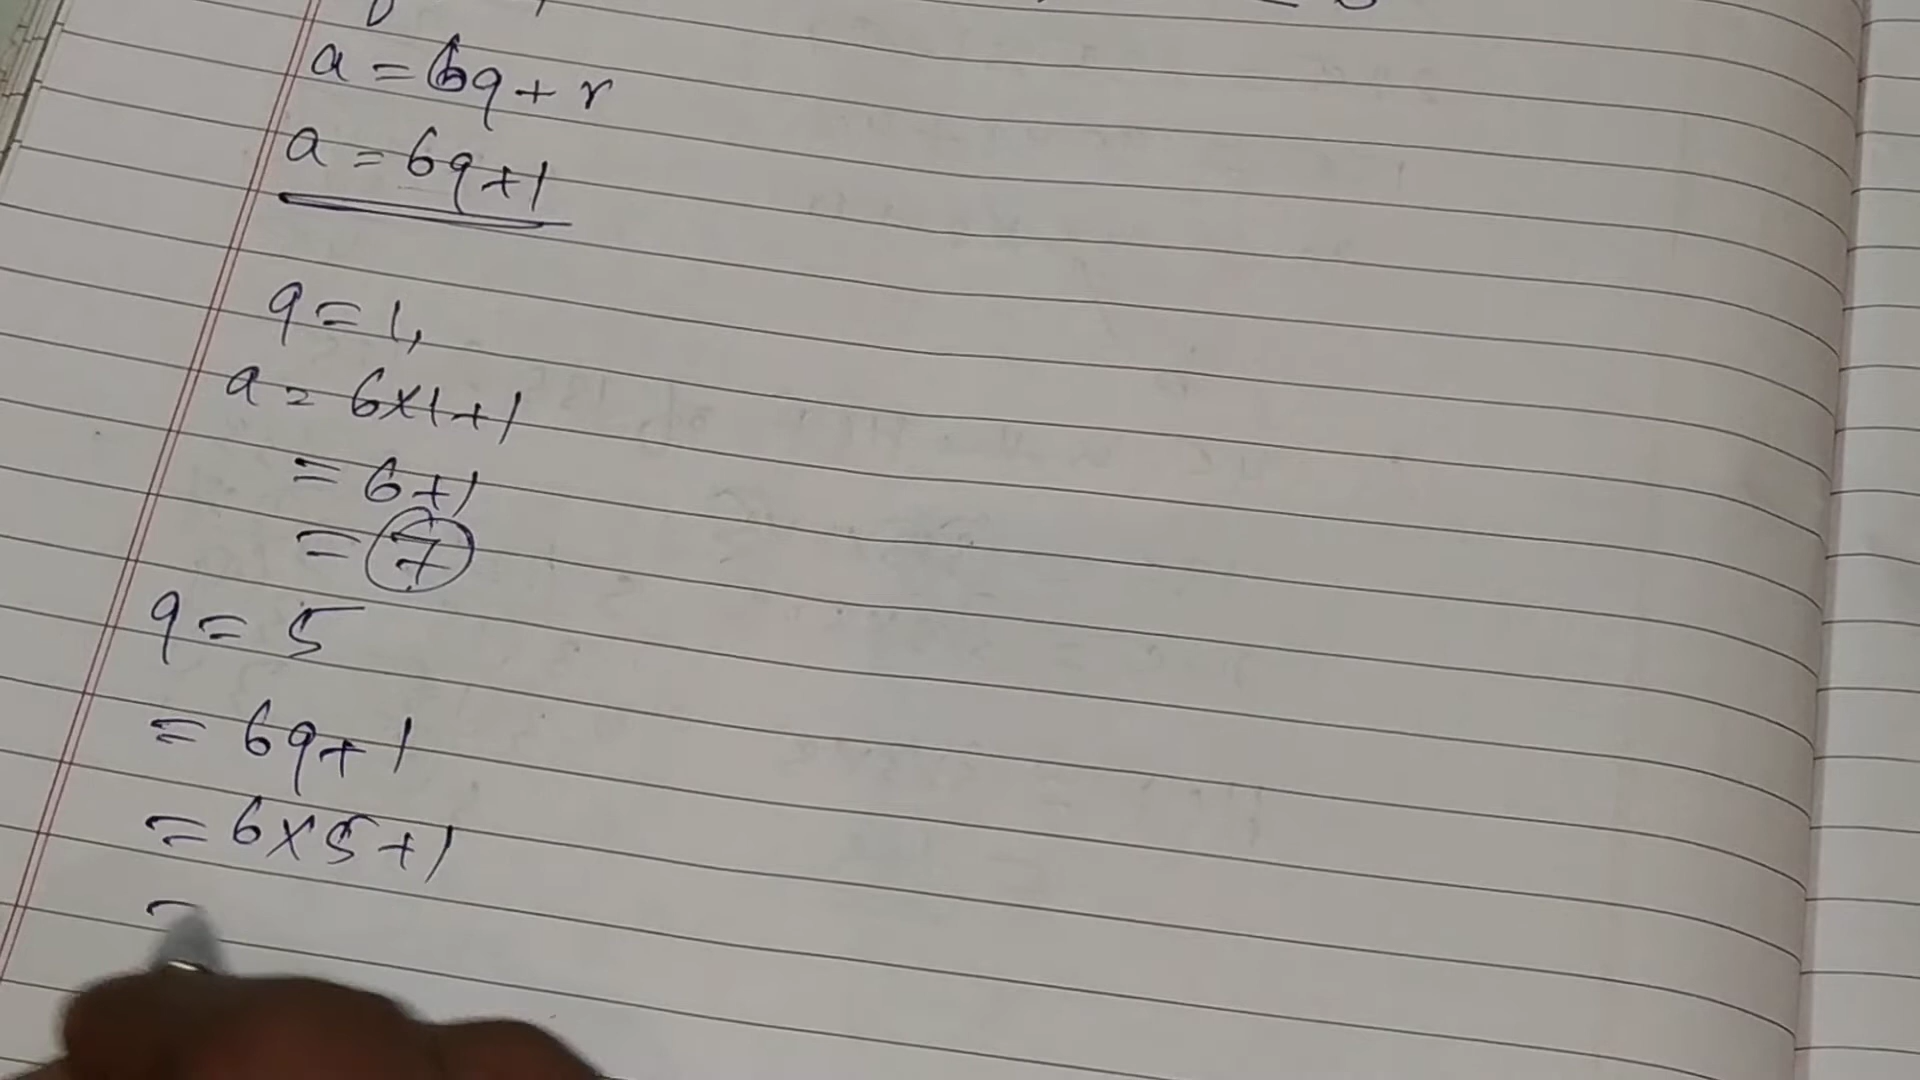 a = 6q + r
a = 6q + 1
q = 1,
a = 6×1+1
= 6+1
= 7
q = 5
= 6q + 1
= 6×5+1
=